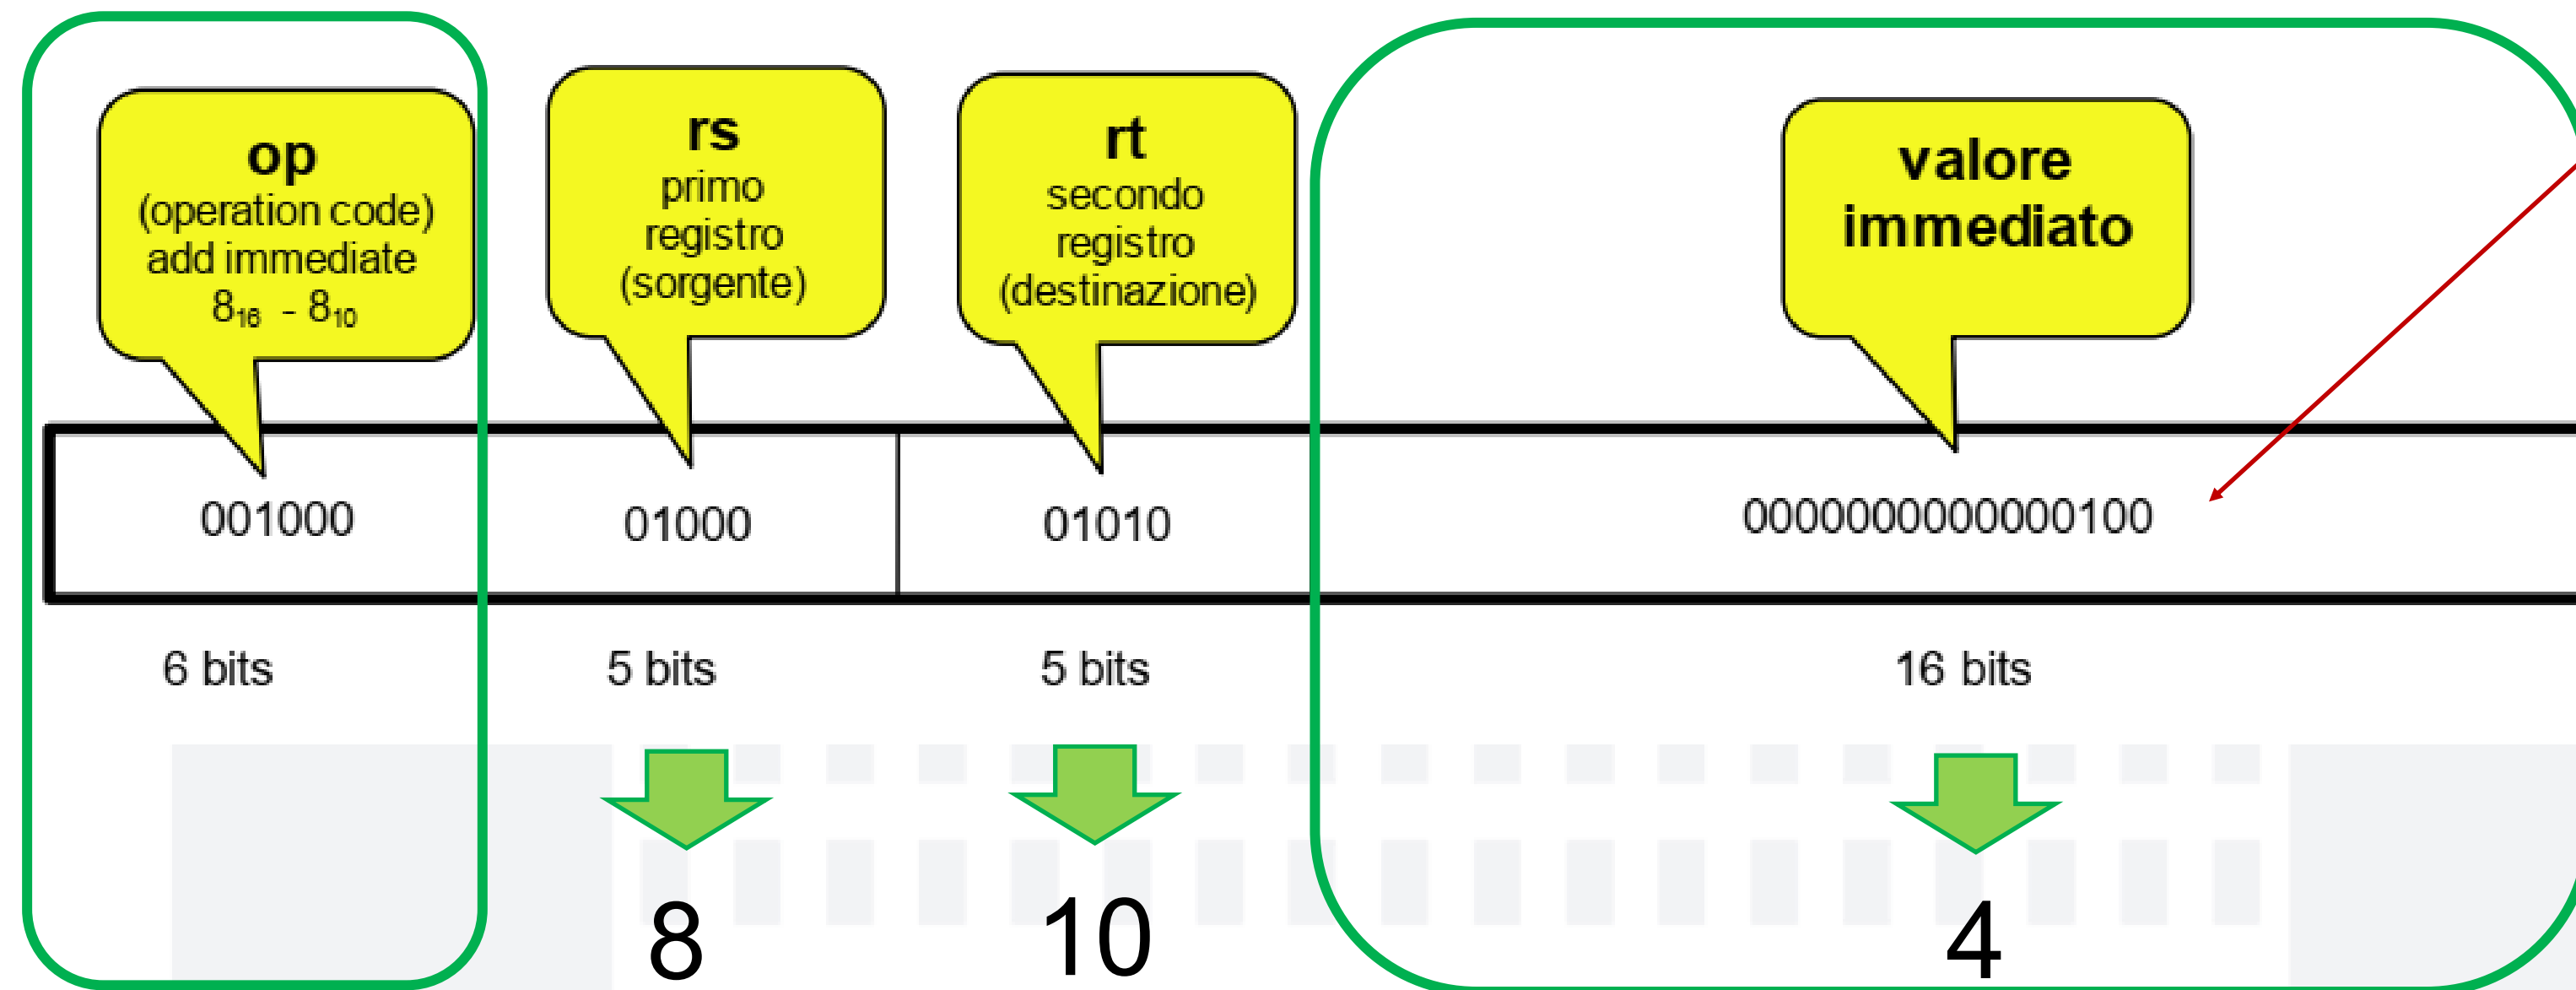 op
(operation code)
add immediate
8₁₆ - 8₁₀
rs
primo
registro
(sorgente)
rt
secondo
registro
(destinazione)
valore
immediato
001000
01000
01010
0000000000000100
6 bits
5 bits
5 bits
16 bits
8
10
4